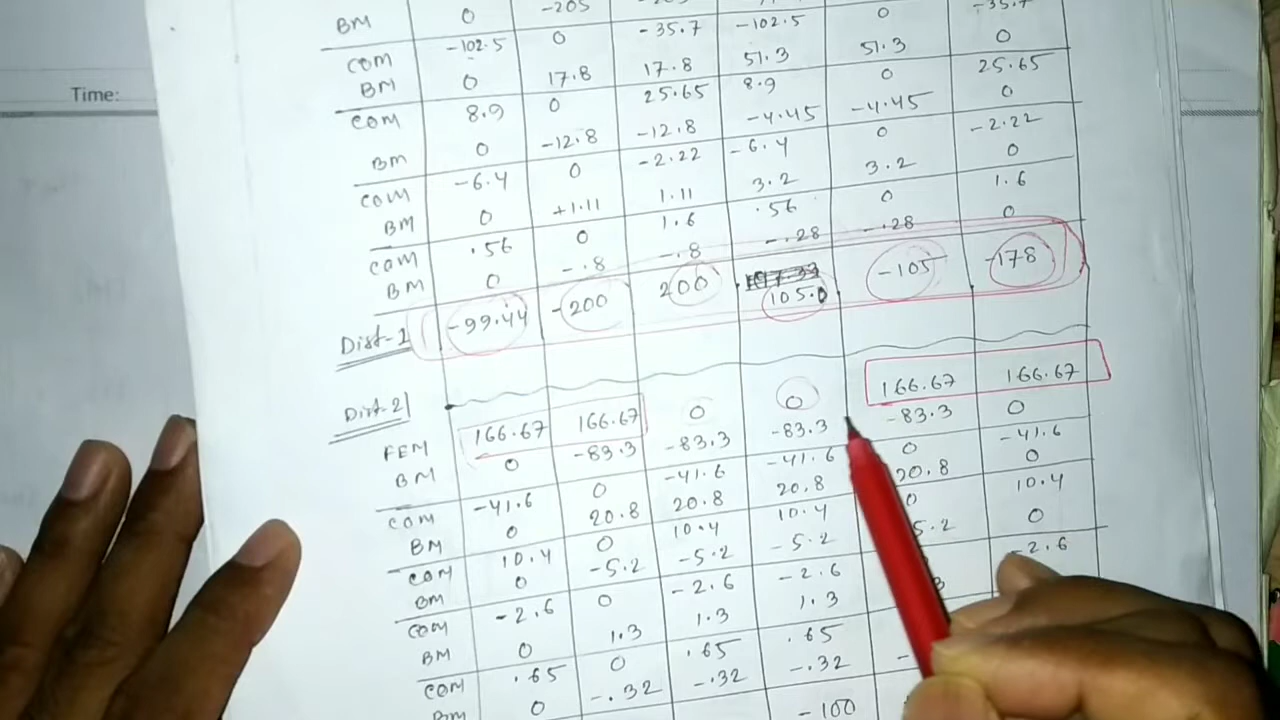 Time:
BM 0 -205
COM -102.5 0 -35.7 -102.5 0 -35.7
BM 0 17.8 17.8 51.3 51.3 0
COM 8.9 0 25.65 8.9 0 25.65
BM 0 -12.8 -12.8 -4.45 -4.45 0
COM -6.4 0 -2.22 -6.4 0 -2.22
BM 0 +1.11 1.11 3.2 3.2 0
COM .56 0 1.6 .56 0 1.6
BM 0 -.8 -.8 -.28 -.28 0
Dist-1 -99.44 -200 200 105.0 -105 -178
Dist-2
FEM 166.67 166.67 0 0 166.67 166.67
BM 0 -83.3 -83.3 -83.3 -83.3 0
COM -41.6 0 -41.6 -41.6 0 -41.6
BM 0 20.8 20.8 20.8 20.8 0
COM 10.4 0 10.4 10.4 0 10.4
BM 0 -5.2 -5.2 -5.2 5.2 0
COM -2.6 0 -2.6 -2.6 -2.6
BM 0 1.3 1.3 1.3
COM .65 0 .65 .65
BM 0 -.32 -.32 -.32
-100